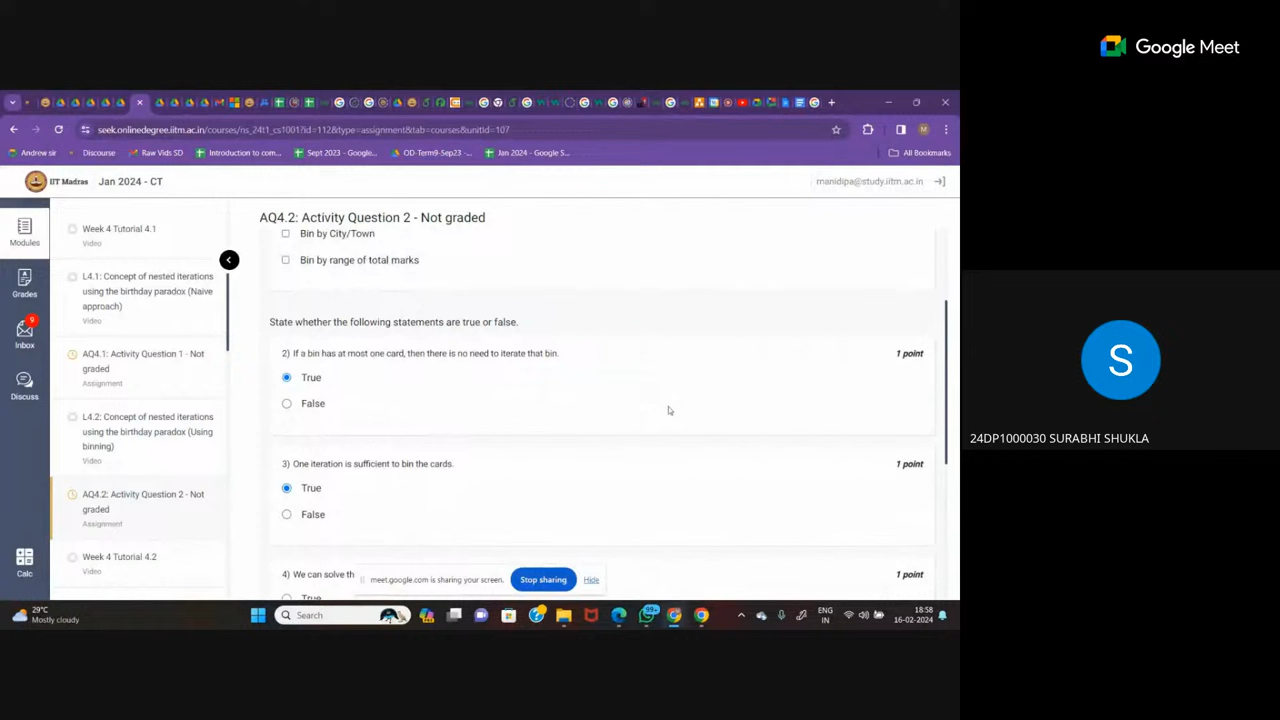 Google Meet
seek.onlinedegree.iitm.ac.in/courses/ns_24t1_cs1001?id=112&type=assignment&tab=courses&unitId=107
M
Andrew sir
Discourse
Raw Vids SD
Introduction to com...
Sept 2023 - Google...
OD-Term9-Sep23 -...
Jan 2024 - Google S...
All Bookmarks
IIT Madras
Jan 2024 - CT
manidipa@study.iitm.ac.in
Modules
Grades
9
Inbox
Discuss
Calc
Week 4 Tutorial 4.1
Video
L4.1: Concept of nested iterations
using the birthday paradox (Naive
approach)
Video
AQ4.1: Activity Question 1 - Not
graded
Assignment
L4.2: Concept of nested iterations
using the birthday paradox (Using
binning)
Video
AQ4.2: Activity Question 2 - Not
graded
Assignment
Week 4 Tutorial 4.2
Video
AQ4.2: Activity Question 2 - Not graded
Bin by City/Town
Bin by range of total marks
State whether the following statements are true or false.
2) If a bin has at most one card, then there is no need to iterate that bin.
1 point
True
False
3) One iteration is sufficient to bin the cards.
1 point
True
False
4) We can solve th
1 point
True
meet.google.com is sharing your screen.
Stop sharing
Hide
29°C
Mostly cloudy
Search
99+
ENG
IN
18:58
16-02-2024
S
24DP1000030 SURABHI SHUKLA